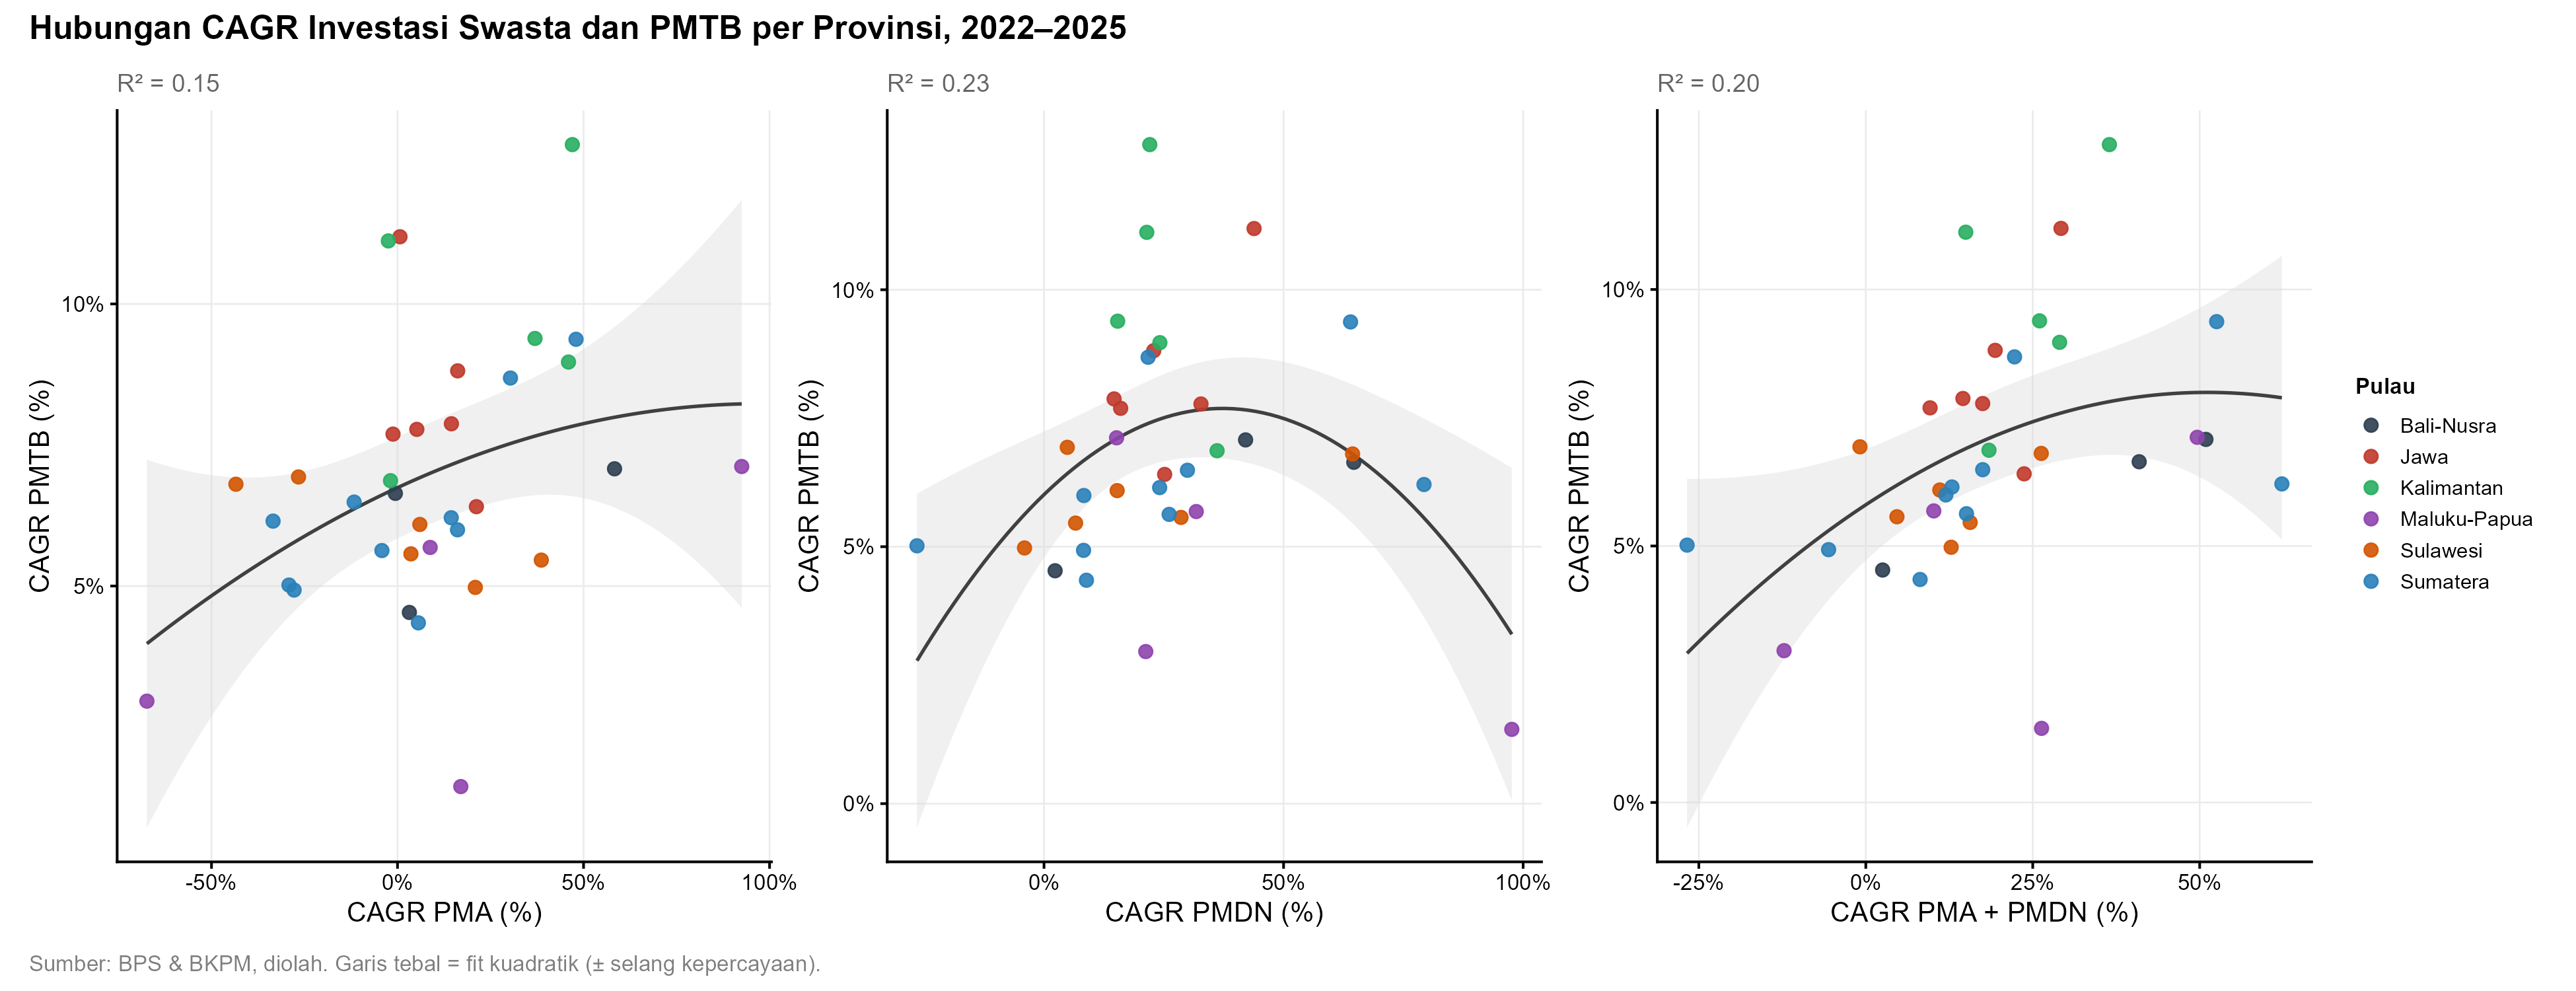 Hubungan CAGR Investasi Swasta dan PMTB per Provinsi, 2022–2025
R² = 0.15
R² = 0.23
R² = 0.20
CAGR PMTB (%)
10%
5%
-50%
0%
50%
100%
CAGR PMA (%)
CAGR PMTB (%)
10%
5%
0%
0%
50%
100%
CAGR PMDN (%)
CAGR PMTB (%)
10%
5%
0%
-25%
0%
25%
50%
CAGR PMA + PMDN (%)
Pulau
Bali-Nusra
Jawa
Kalimantan
Maluku-Papua
Sulawesi
Sumatera
Sumber: BPS & BKPM, diolah. Garis tebal = fit kuadratik (± selang kepercayaan).